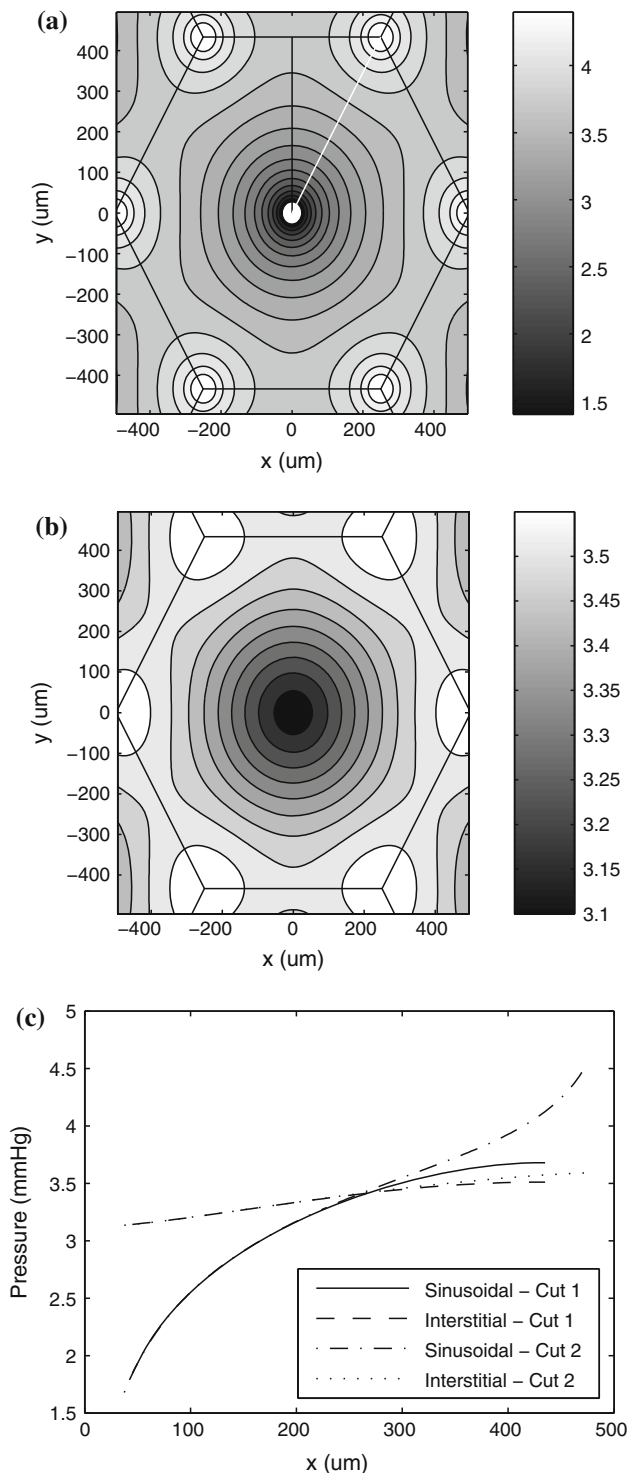 (a)
400
300
200
100
0
−100
−200
−300
−400
y (um)
−400 −200 0 200 400
x (um)
4
3.5
3
2.5
2
1.5
(b)
400
300
200
100
0
−100
−200
−300
−400
y (um)
−400 −200 0 200 400
x (um)
3.5
3.45
3.4
3.35
3.3
3.25
3.2
3.15
3.1
(c)
5
4.5
4
3.5
3
2.5
2
1.5
Pressure (mmHg)
Sinusoidal − Cut 1
Interstitial − Cut 1
Sinusoidal − Cut 2
Interstitial − Cut 2
0 100 200 300 400 500
x (um)